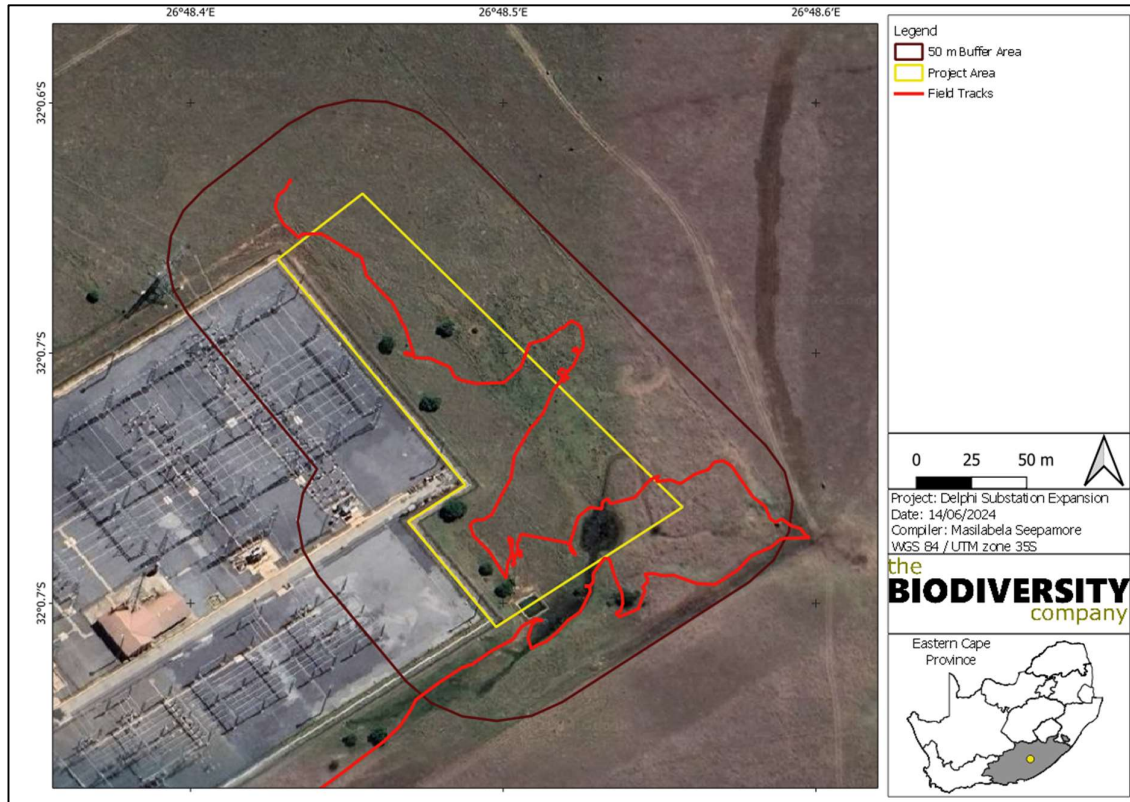 26°48.4'E
26°48.5'E
26°48.6'E
32°0.6'S
32°0.7'S
32°0.7'S
Legend
50 m Buffer Area
Project Area
Field Tracks
0 25 50 m
Project: Delphi Substation Expansion
Date: 14/06/2024
Compiler: Masilabela Seepamore
WGS 84 / UTM zone 35S
the
BIODIVERSITY
company
Eastern Cape
Province